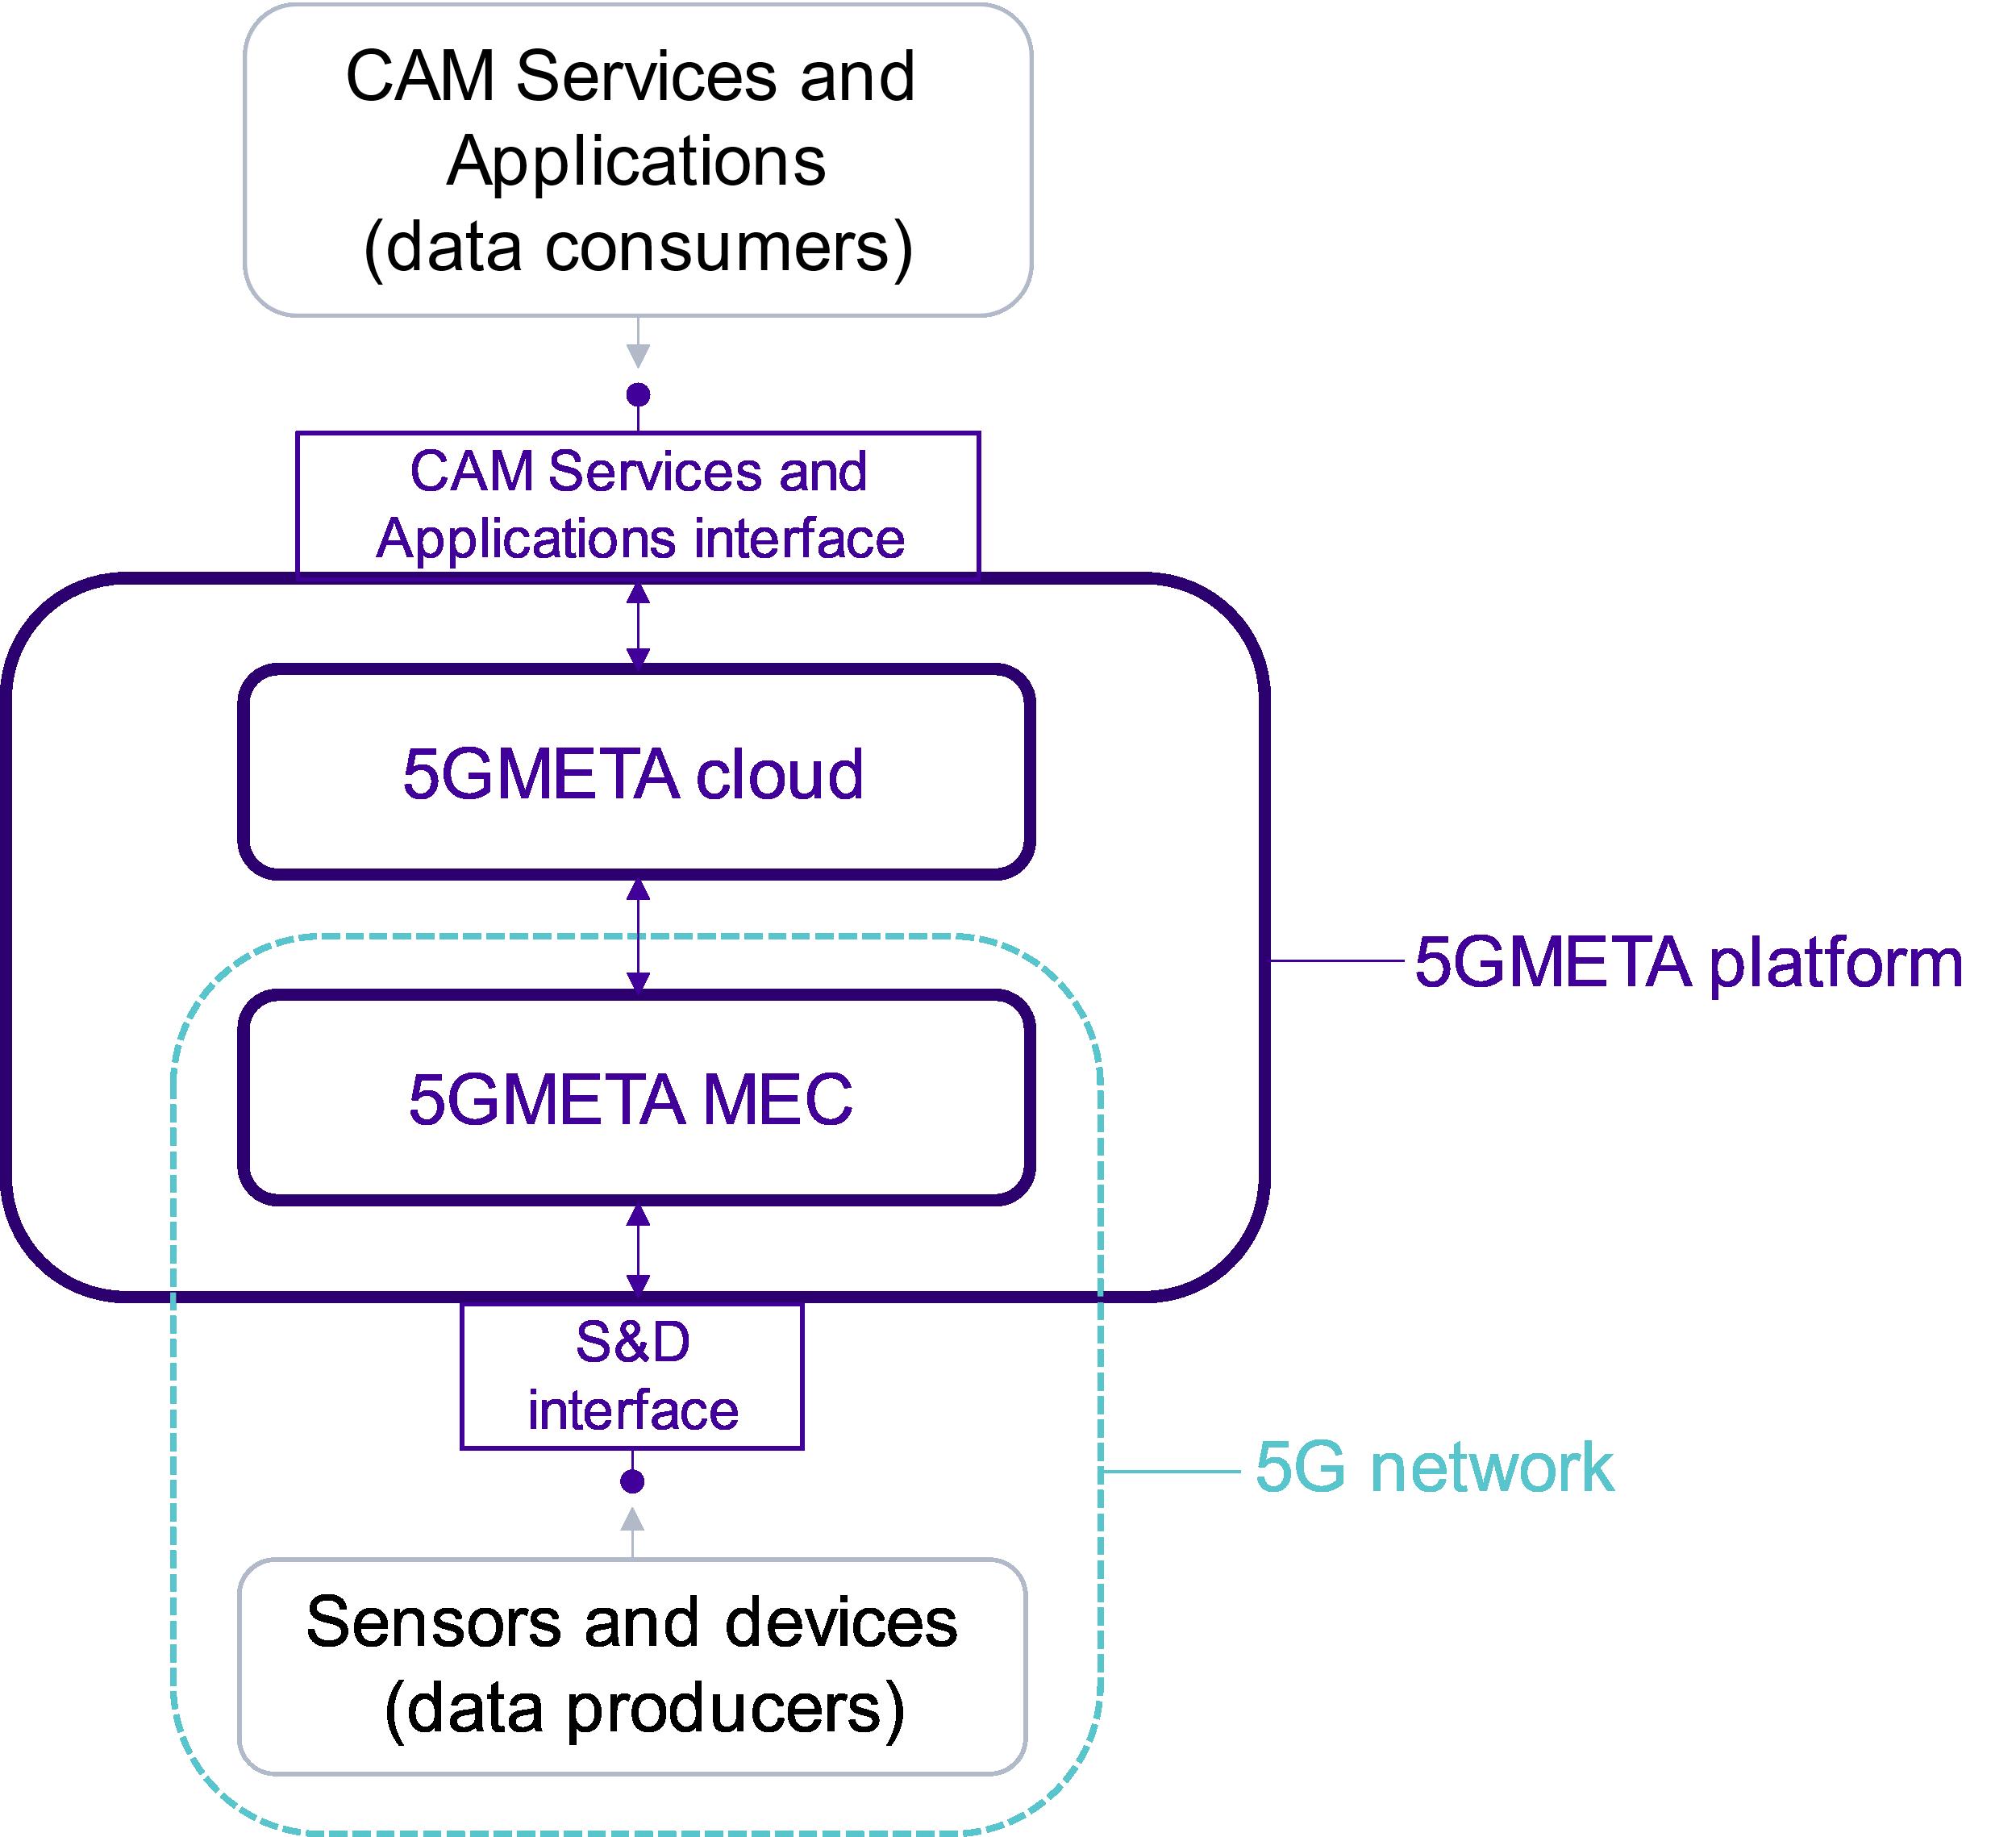 CAM Services and
Applications
(data consumers)
CAM Services and
Applications interface
5GMETA cloud
5GMETA platform
5GMETA MEC
S&D
interface
5G network
Sensors and devices
(data producers)